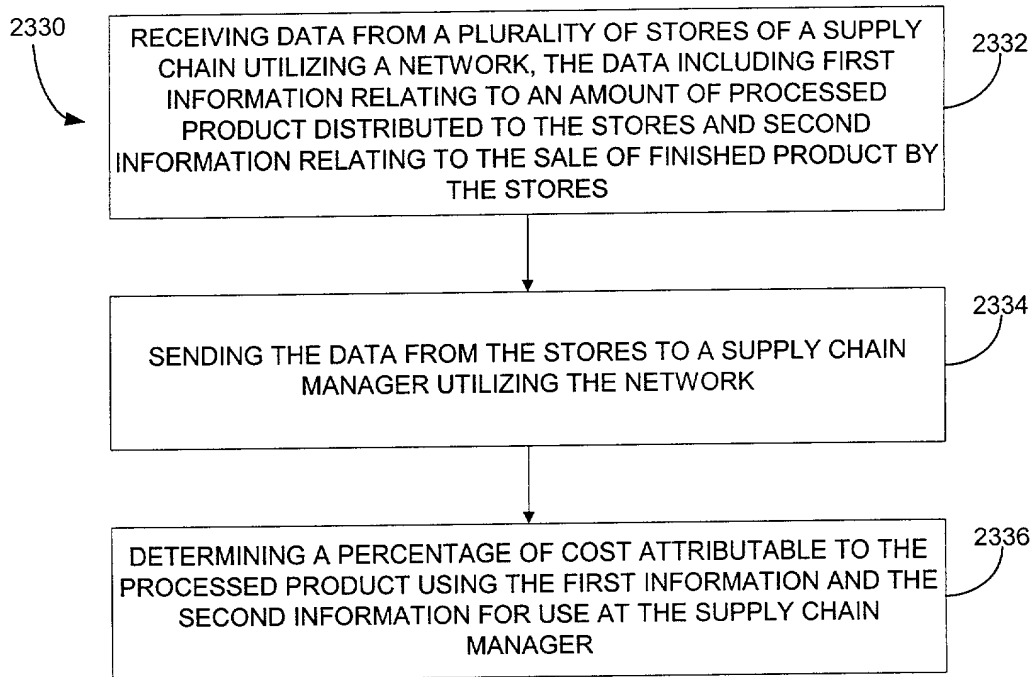 2330
RECEIVING DATA FROM A PLURALITY OF STORES OF A SUPPLY
CHAIN UTILIZING A NETWORK, THE DATA INCLUDING FIRST
INFORMATION RELATING TO AN AMOUNT OF PROCESSED
PRODUCT DISTRIBUTED TO THE STORES AND SECOND
INFORMATION RELATING TO THE SALE OF FINISHED PRODUCT BY
THE STORES
2332
SENDING THE DATA FROM THE STORES TO A SUPPLY CHAIN
MANAGER UTILIZING THE NETWORK
2334
DETERMINING A PERCENTAGE OF COST ATTRIBUTABLE TO THE
PROCESSED PRODUCT USING THE FIRST INFORMATION AND THE
SECOND INFORMATION FOR USE AT THE SUPPLY CHAIN
MANAGER
2336